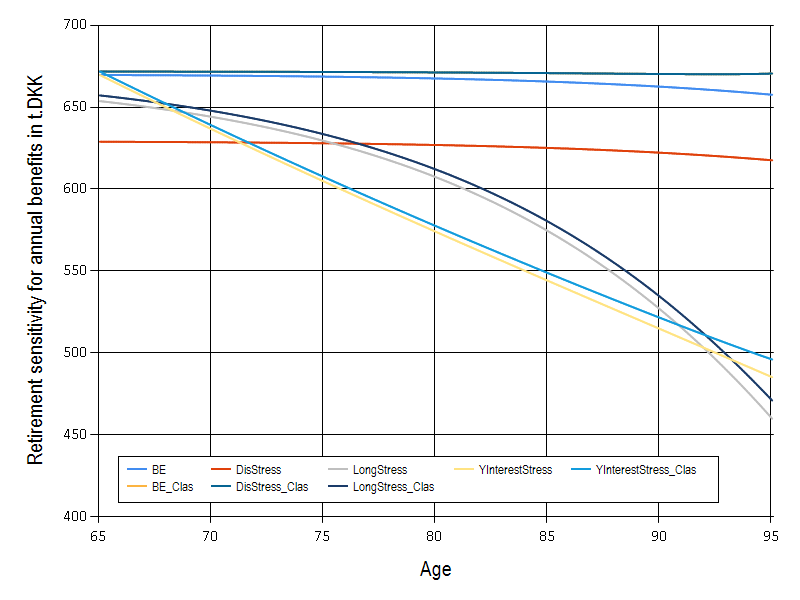 Retirement sensitivity for annual benefits in t.DKK
700
650
600
550
500
450
400
BE DisStress LongStress YInterestStress YInterestStress_Clas
BE_Clas DisStress_Clas LongStress_Clas
65 70 75 80 85 90 95
Age